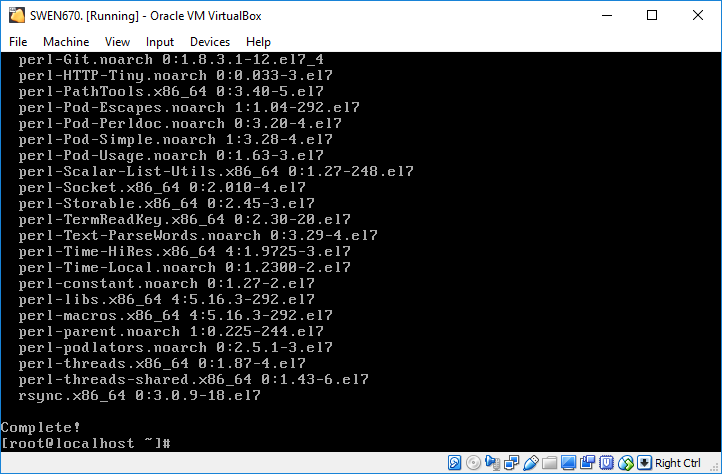 SWEN670. [Running] - Oracle VM VirtualBox
File Machine View Input Devices Help
perl-Git.noarch 0:1.8.3.1-12.el7_4
perl-HTTP-Tiny.noarch 0:0.033-3.el7
perl-PathTools.x86_64 0:3.40-5.el7
perl-Pod-Escapes.noarch 1:1.04-292.el7
perl-Pod-Perldoc.noarch 0:3.20-4.el7
perl-Pod-Simple.noarch 1:3.28-4.el7
perl-Pod-Usage.noarch 0:1.63-3.el7
perl-Scalar-List-Utils.x86_64 0:1.27-248.el7
perl-Socket.x86_64 0:2.010-4.el7
perl-Storable.x86_64 0:2.45-3.el7
perl-TermReadKey.x86_64 0:2.30-20.el7
perl-Text-ParseWords.noarch 0:3.29-4.el7
perl-Time-HiRes.x86_64 4:1.9725-3.el7
perl-Time-Local.noarch 0:1.2300-2.el7
perl-constant.noarch 0:1.27-2.el7
perl-libs.x86_64 4:5.16.3-292.el7
perl-macros.x86_64 4:5.16.3-292.el7
perl-parent.noarch 1:0.225-244.el7
perl-podlators.noarch 0:2.5.1-3.el7
perl-threads.x86_64 0:1.87-4.el7
perl-threads-shared.x86_64 0:1.43-6.el7
rsync.x86_64 0:3.0.9-18.el7
Complete!
[root@localhost ~]#
Right Ctrl